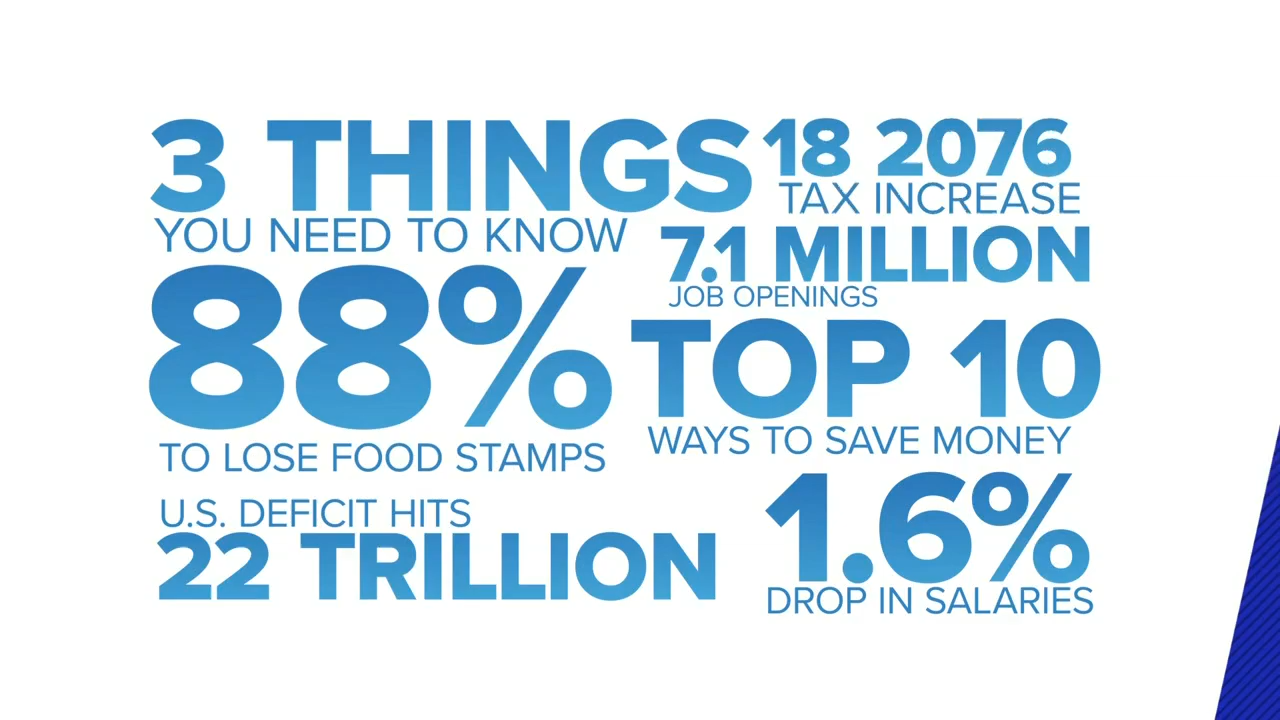 3 THINGS
YOU NEED TO KNOW
88%
TO LOSE FOOD STAMPS
U.S. DEFICIT HITS
22 TRILLION
18 2076
TAX INCREASE
7.1 MILLION
JOB OPENINGS
TOP 10
WAYS TO SAVE MONEY
1.6%
DROP IN SALARIES